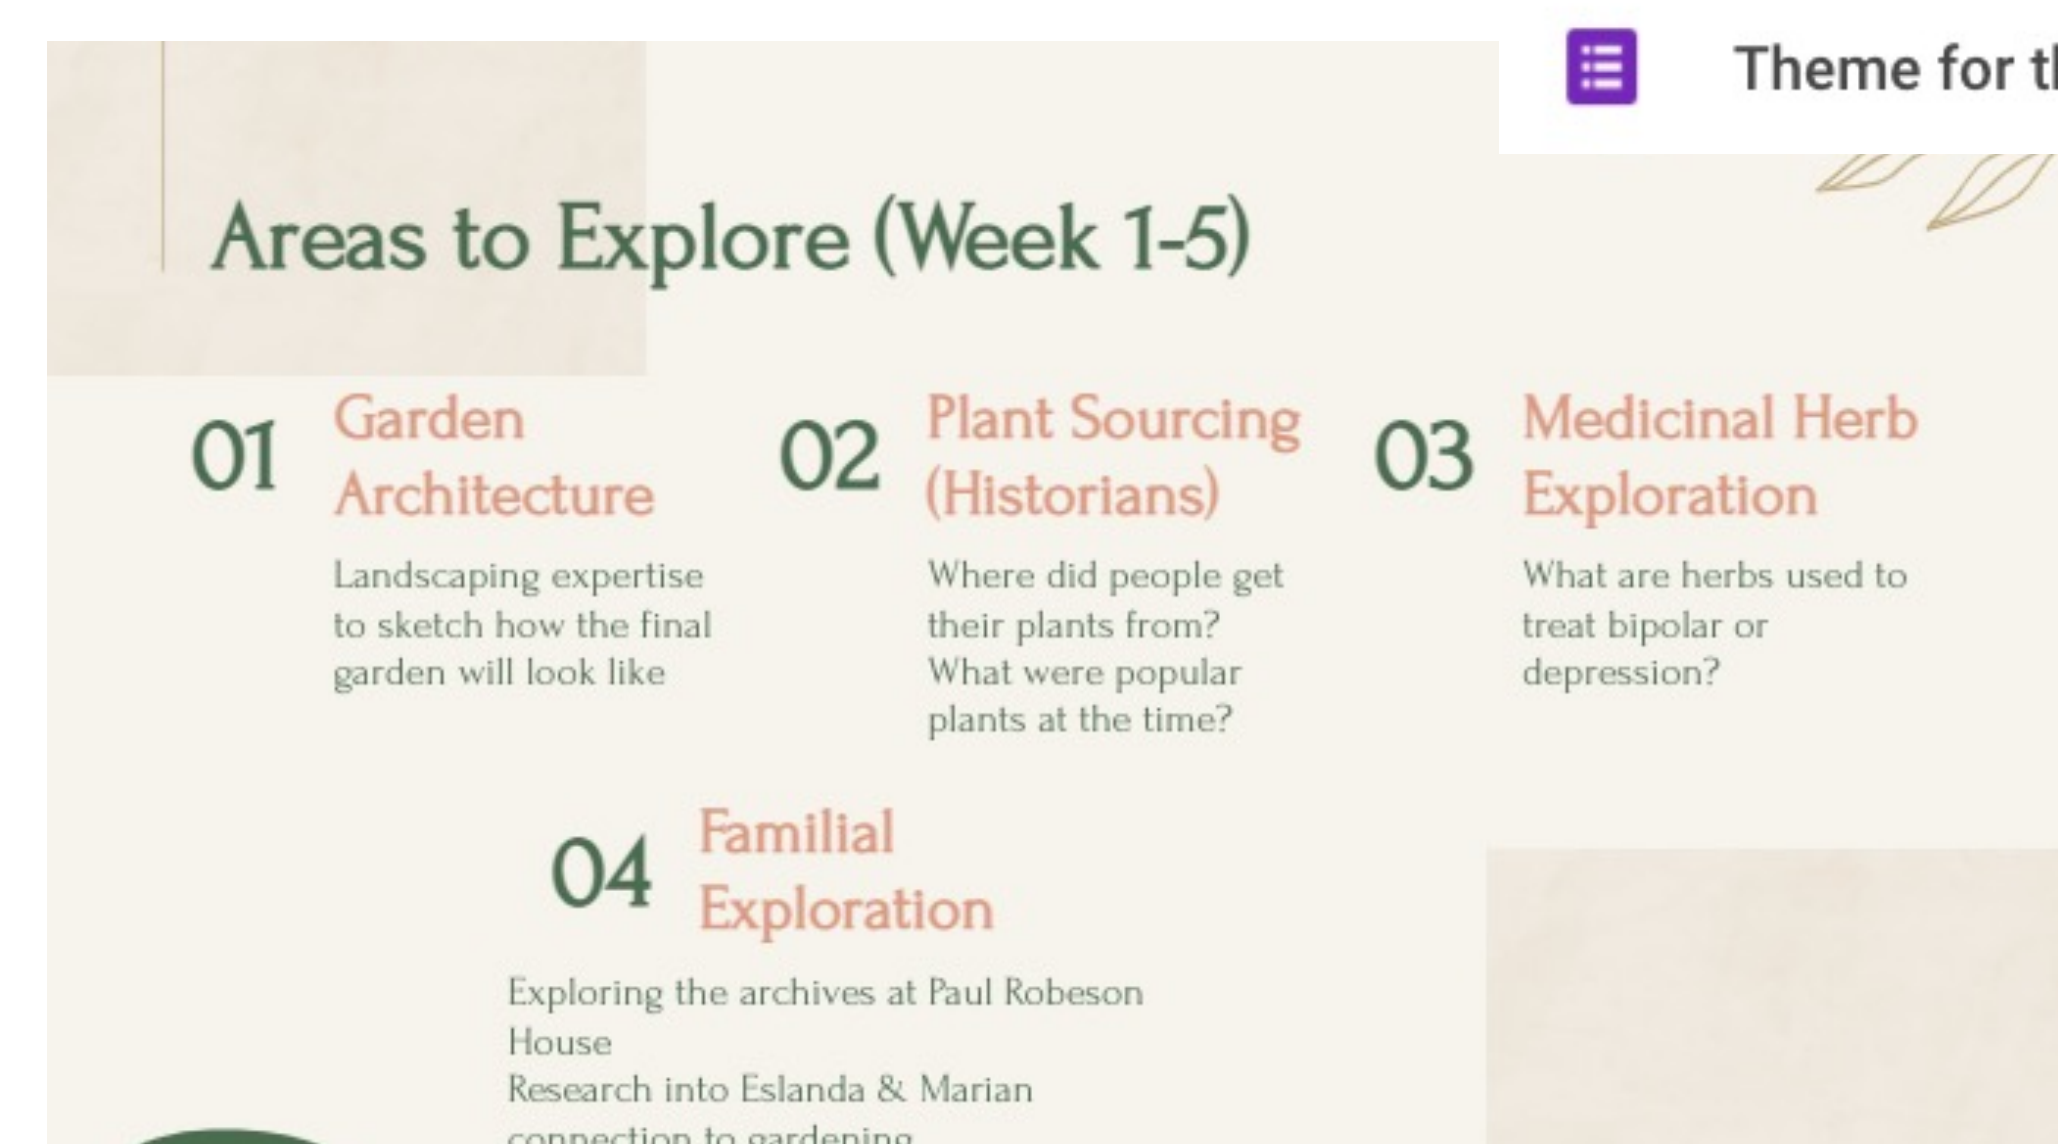 Theme for
Areas to Explore (Week 1-5)
01
Garden
Architecture
Landscaping expertise
to sketch how the final
garden will look like
02
Plant Sourcing
(Historians)
Where did people get
their plants from?
What were popular
plants at the time?
03
Medicinal Herb
Exploration
What are herbs used to
treat bipolar or
depression?
04
Familial
Exploration
Exploring the archives at Paul Robeson
House
Research into Eslanda & Marian
connection to gardening